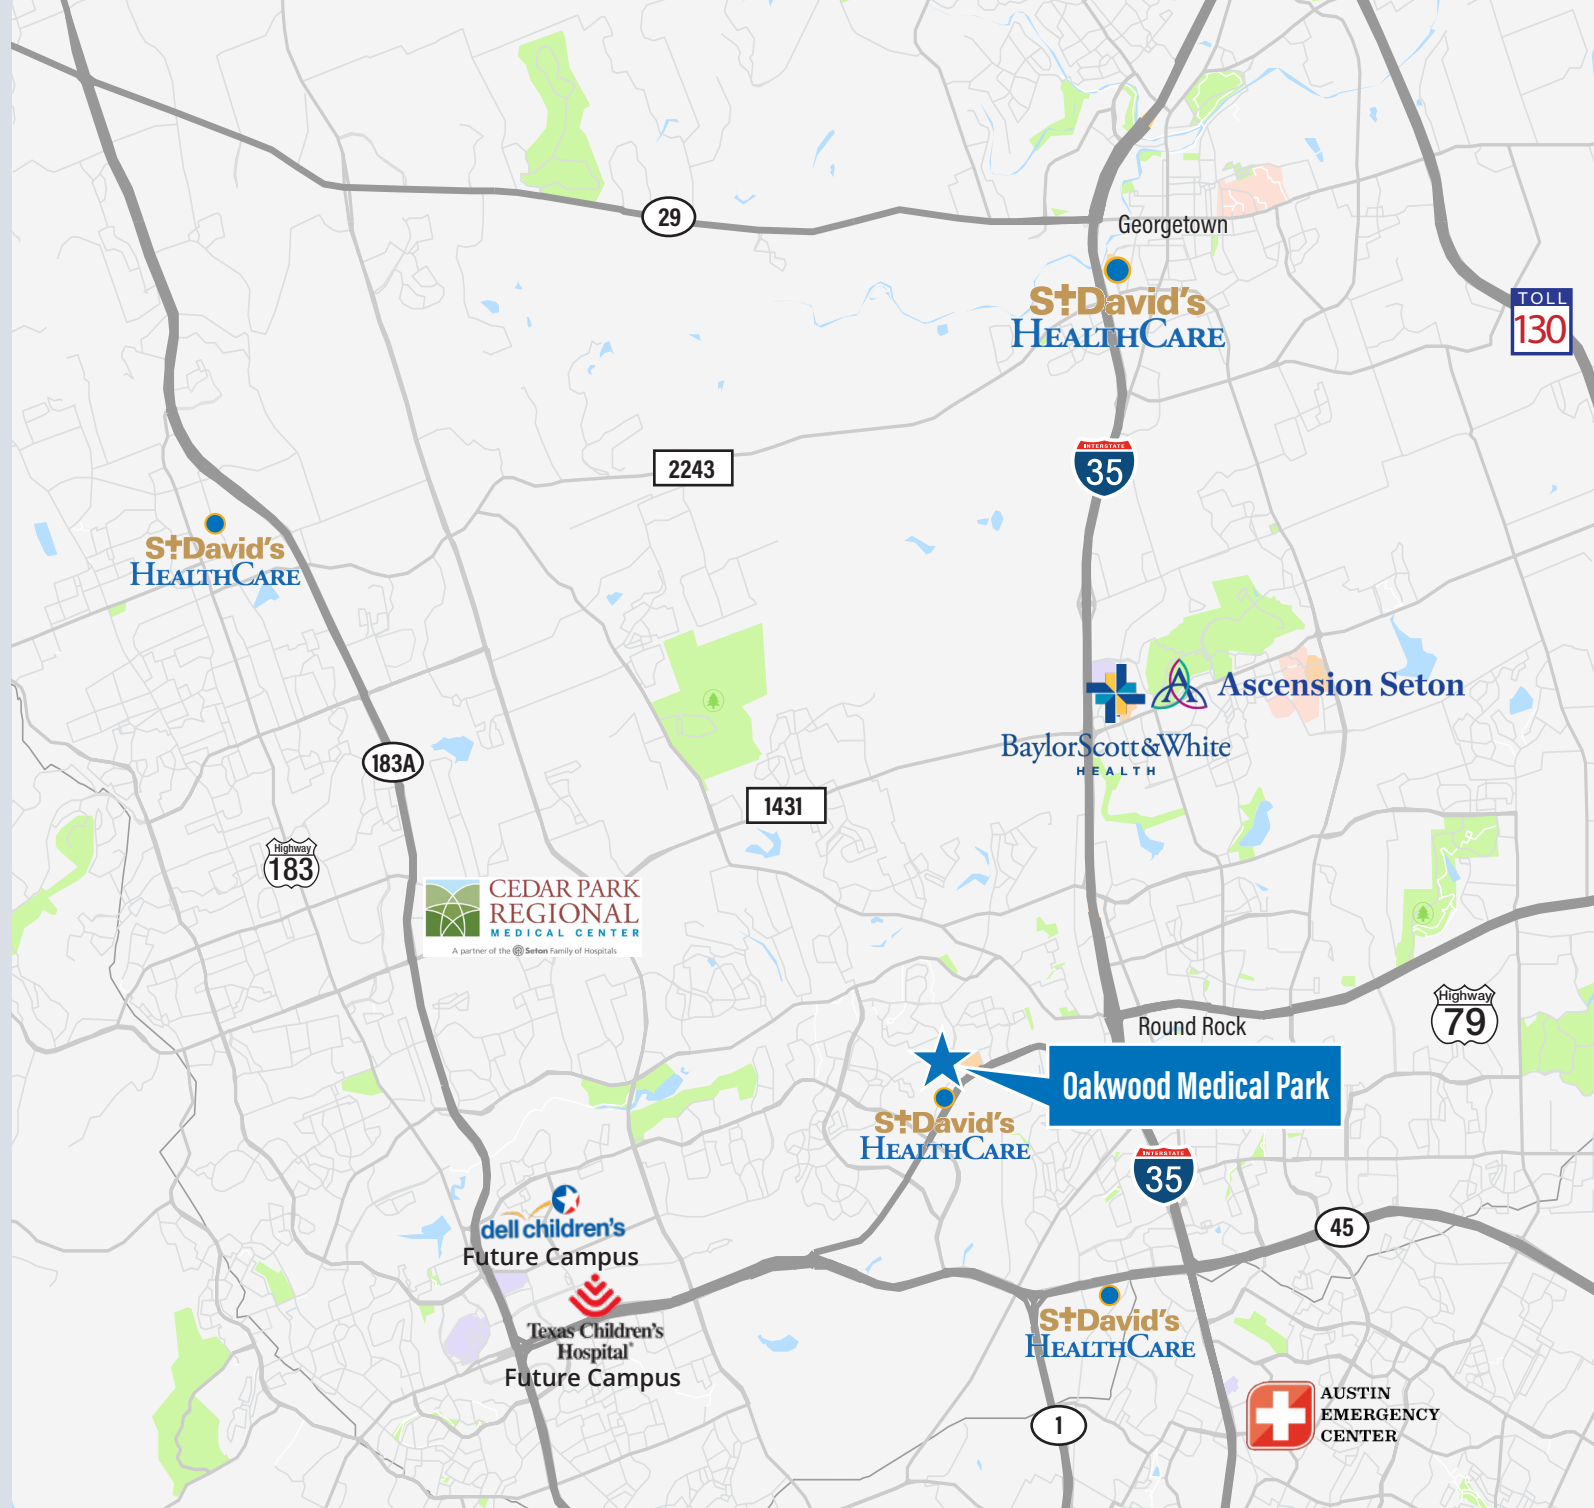 29
Georgetown
St David's
HEALTHCARE
TOLL
130
2243
INTERSTATE
35
St David's
HEALTHCARE
Ascension Seton
BaylorScott&White
HEALTH
183A
1431
Highway
183
CEDAR PARK
REGIONAL
MEDICAL CENTER
A partner of the Seton Family of Hospitals
Highway
79
Round Rock
Oakwood Medical Park
St David's
HEALTHCARE
INTERSTATE
35
dell children's
Future Campus
45
Texas Children's
Hospital
Future Campus
St David's
HEALTHCARE
AUSTIN
EMERGENCY
CENTER
1